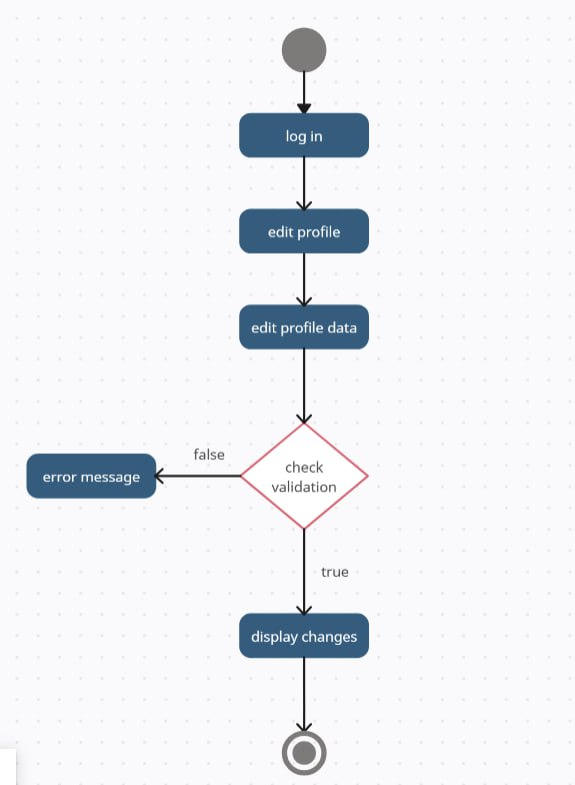 log in
edit profile
edit profile data
false
check
validation
error message
true
display changes